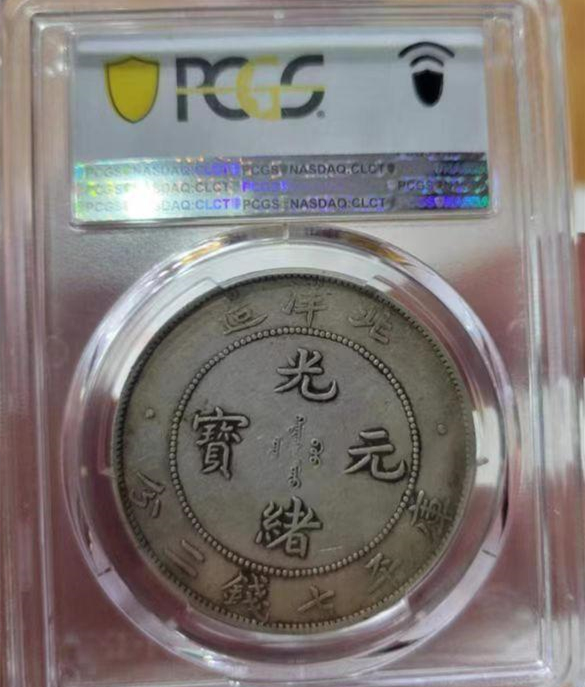 PCGS
PCGS NASDAQ:CLCT PCGS NASDAQ:CLCT
PCGS NASDAQ:CLCT PCGS PCGS
PCGS NASDAQ:CLCT PCGS NASDAQ:CLCT
造洋北
光
寶 元
緒
分二錢七平庫